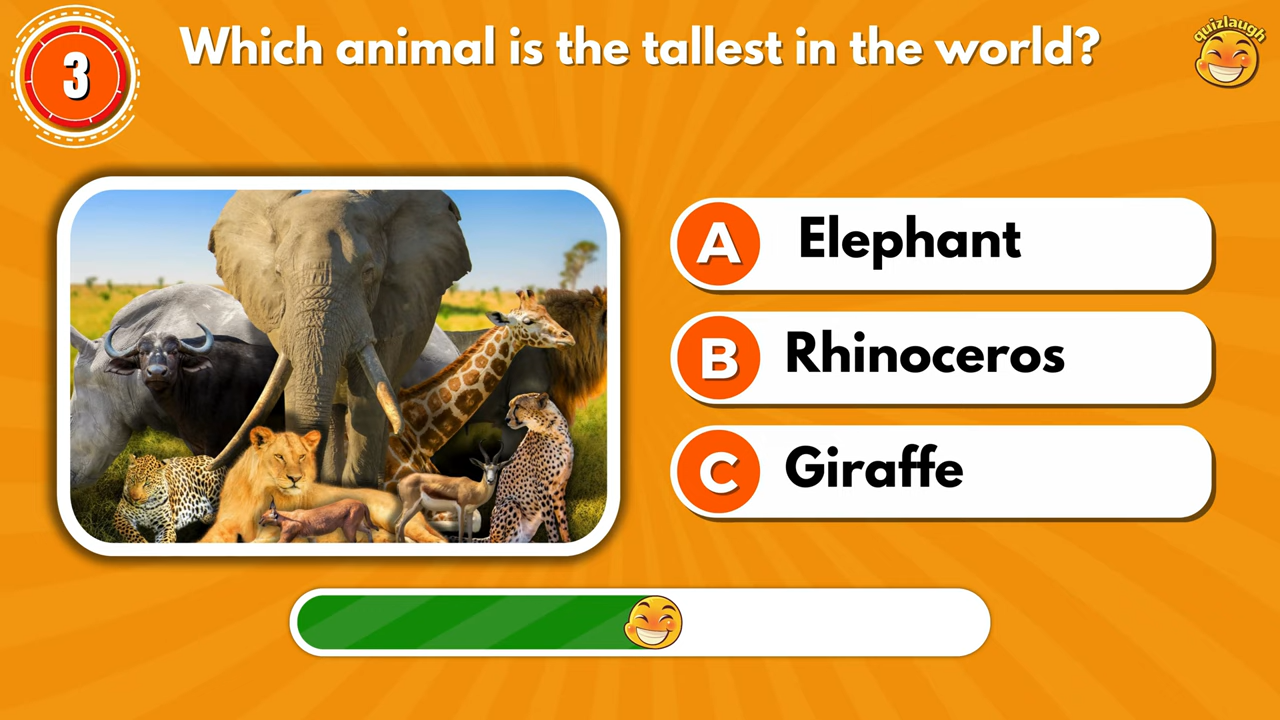 3
Which animal is the tallest in the world?
quizlaugh
A Elephant
B Rhinoceros
C Giraffe